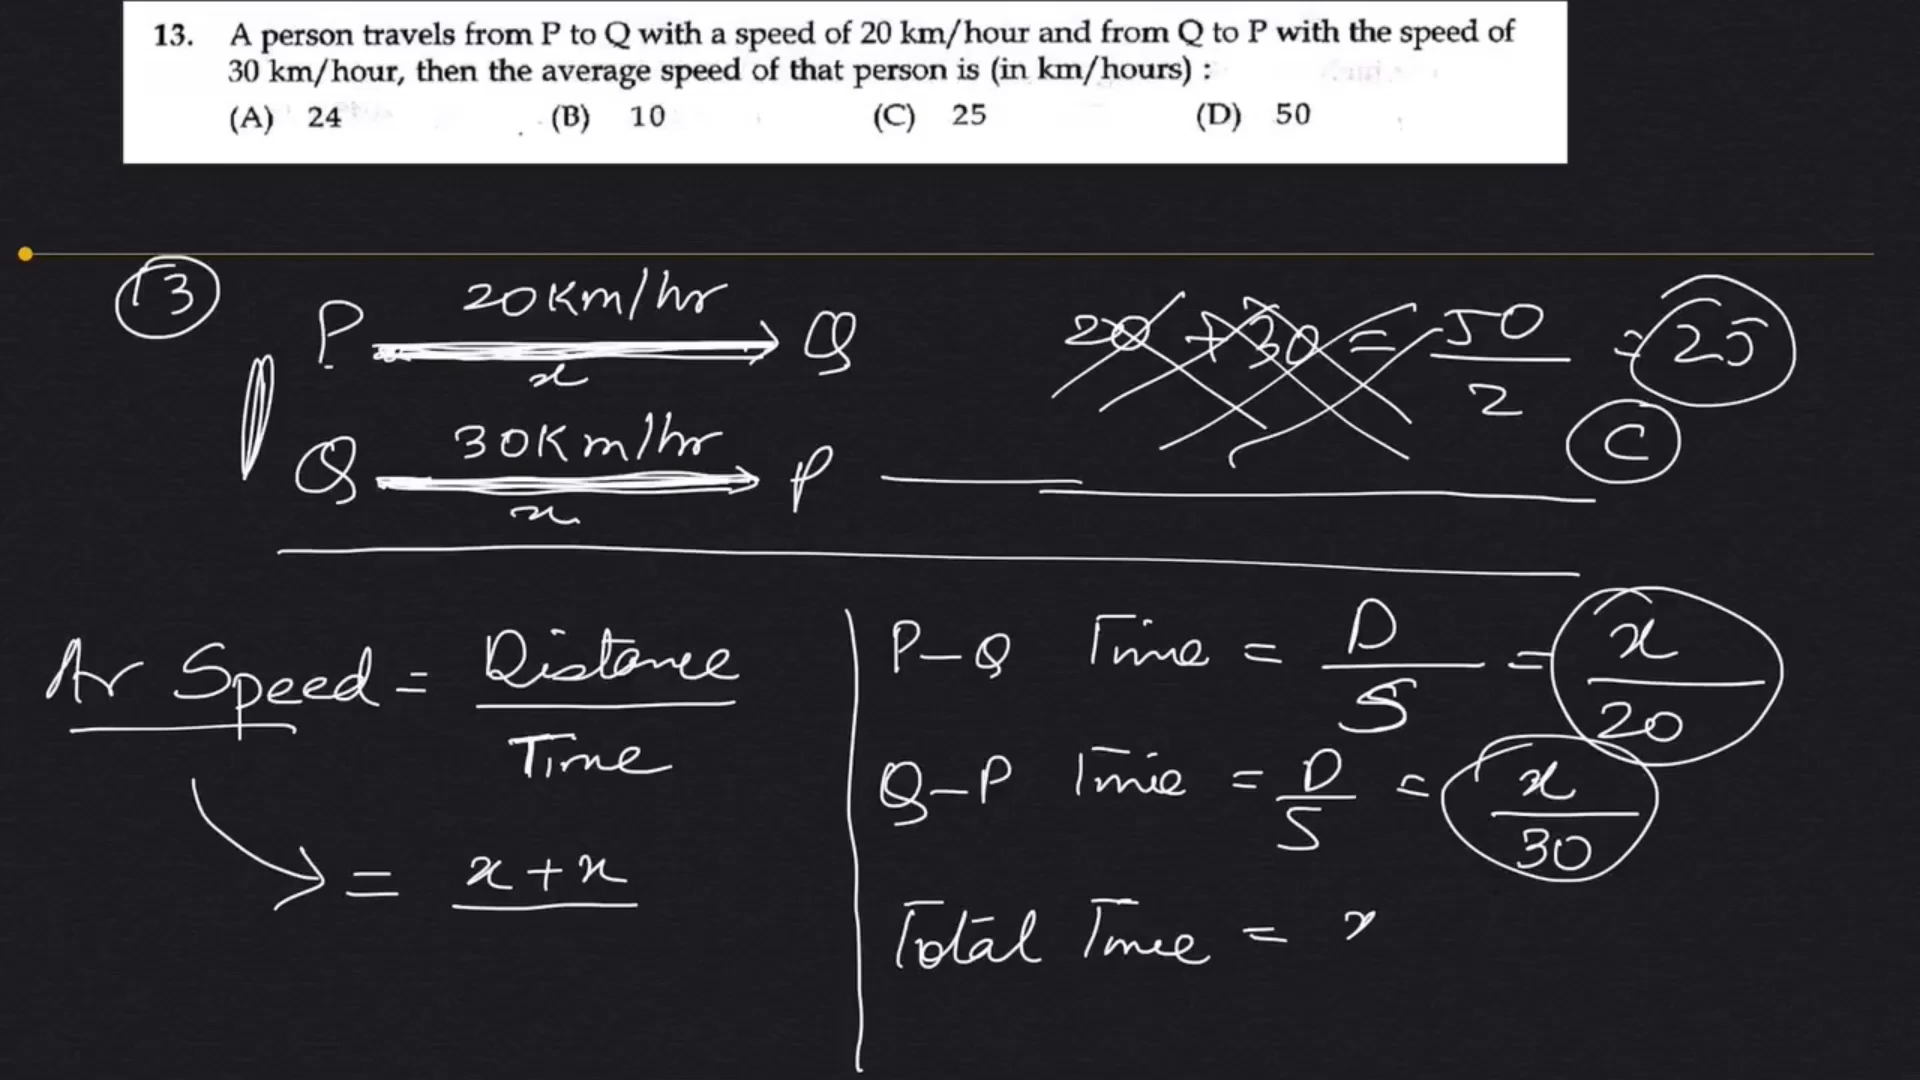 13. A person travels from P to Q with a speed of 20 km/hour and from Q to P with the speed of
30 km/hour, then the average speed of that person is (in km/hours) :
(A) 24 (B) 10 (C) 25 (D) 50
13
P 20Km/hr Q
x
20 + 30 = 50/2 = 25
C
Q 30Km/hr P
x
Av Speed = Distance/Time
= x+x
P-Q Time = D/S = x/20
Q-P Time = D/S = x/30
Total Time = x